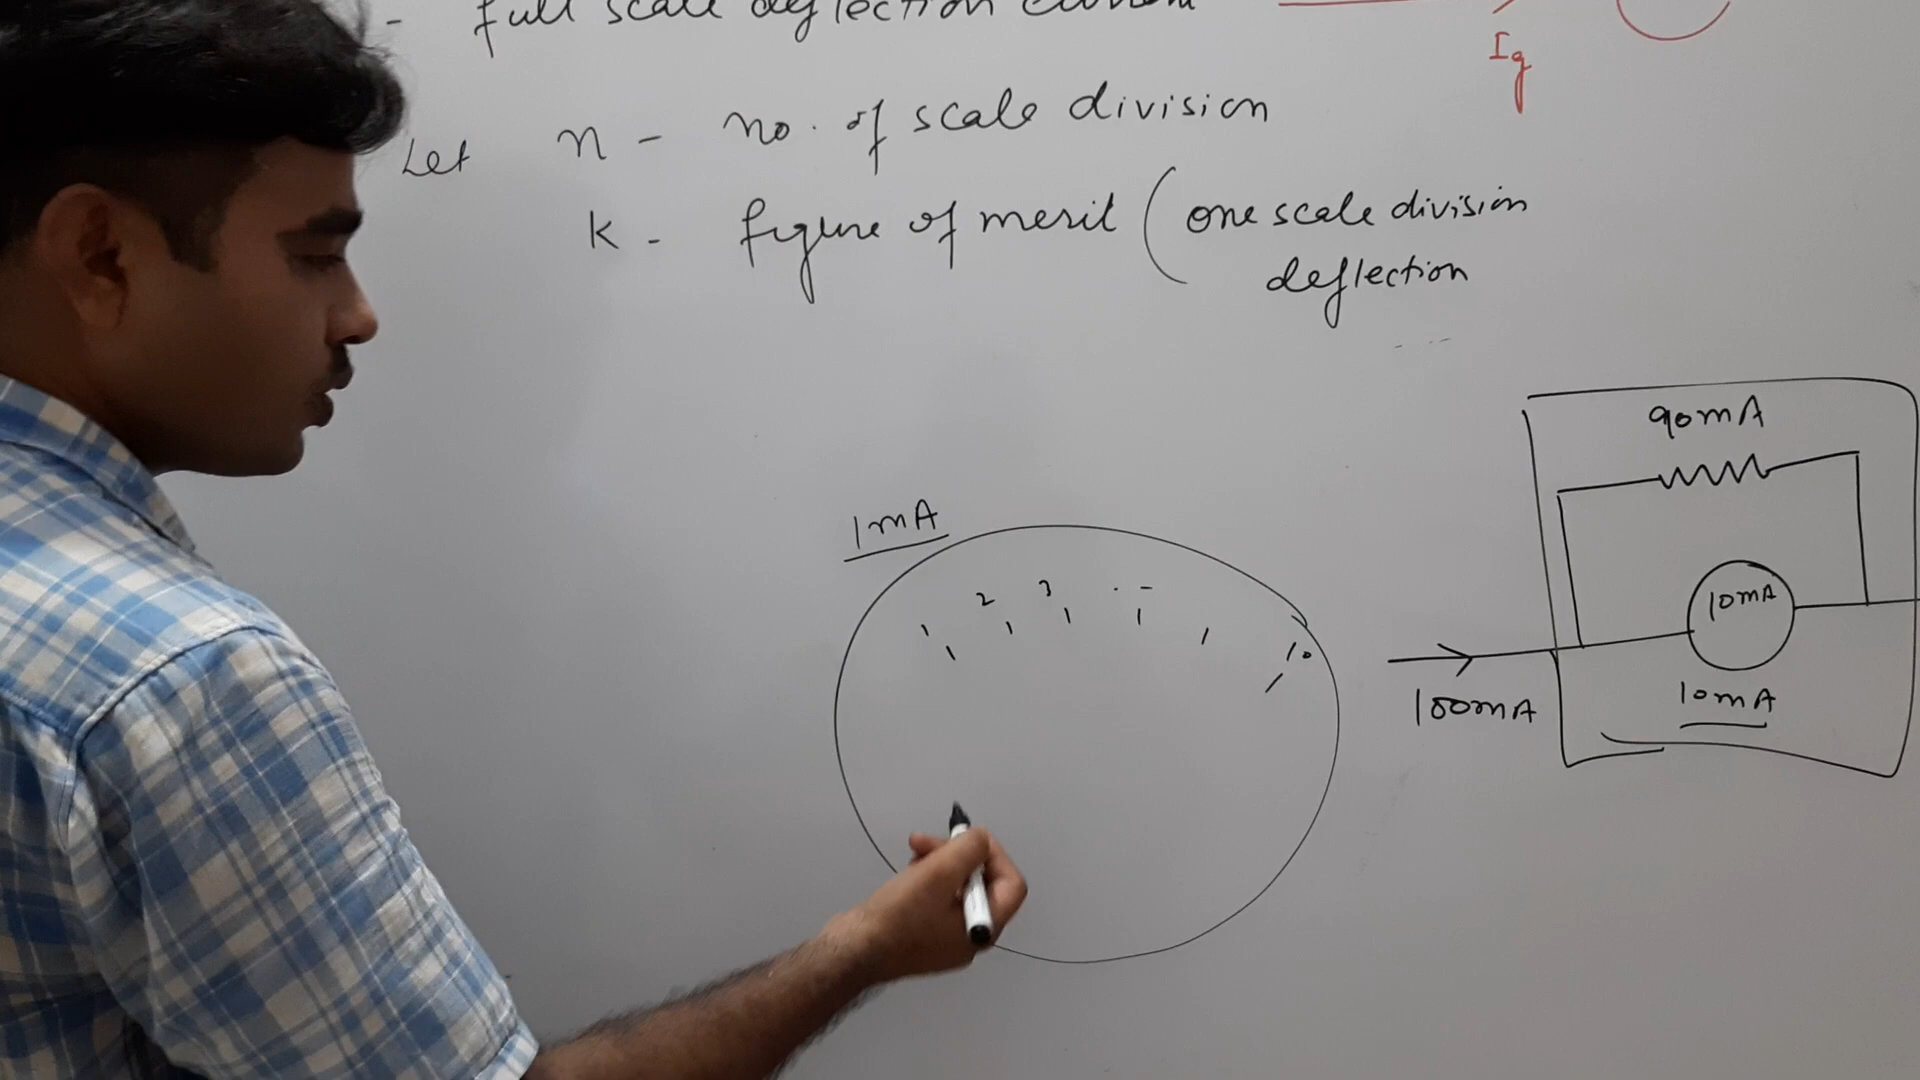 - full scale deflection current
Ig
Let n - no. of scale division
k - figure of merit (one scale division
deflection
90mA
1mA
2 3 . -
1
10
10mA
100mA
10mA